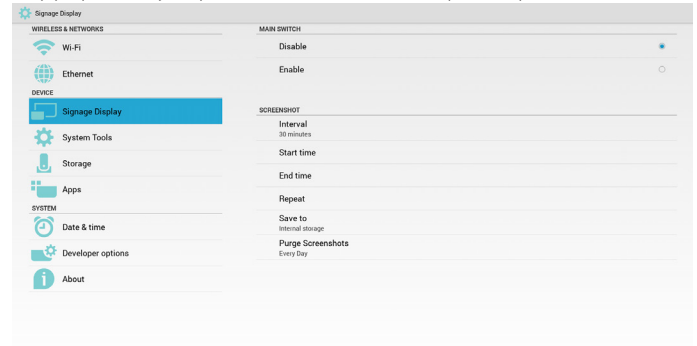 Signage Display
WIRELESS & NETWORKS
Wi-Fi
Ethernet
DEVICE
Signage Display
System Tools
Storage
Apps
SYSTEM
Date & time
Developer options
About
MAIN SWITCH
Disable
Enable
SCREENSHOT
Interval
30 minutes
Start time
End time
Repeat
Save to
Internal storage
Purge Screenshots
Every Day